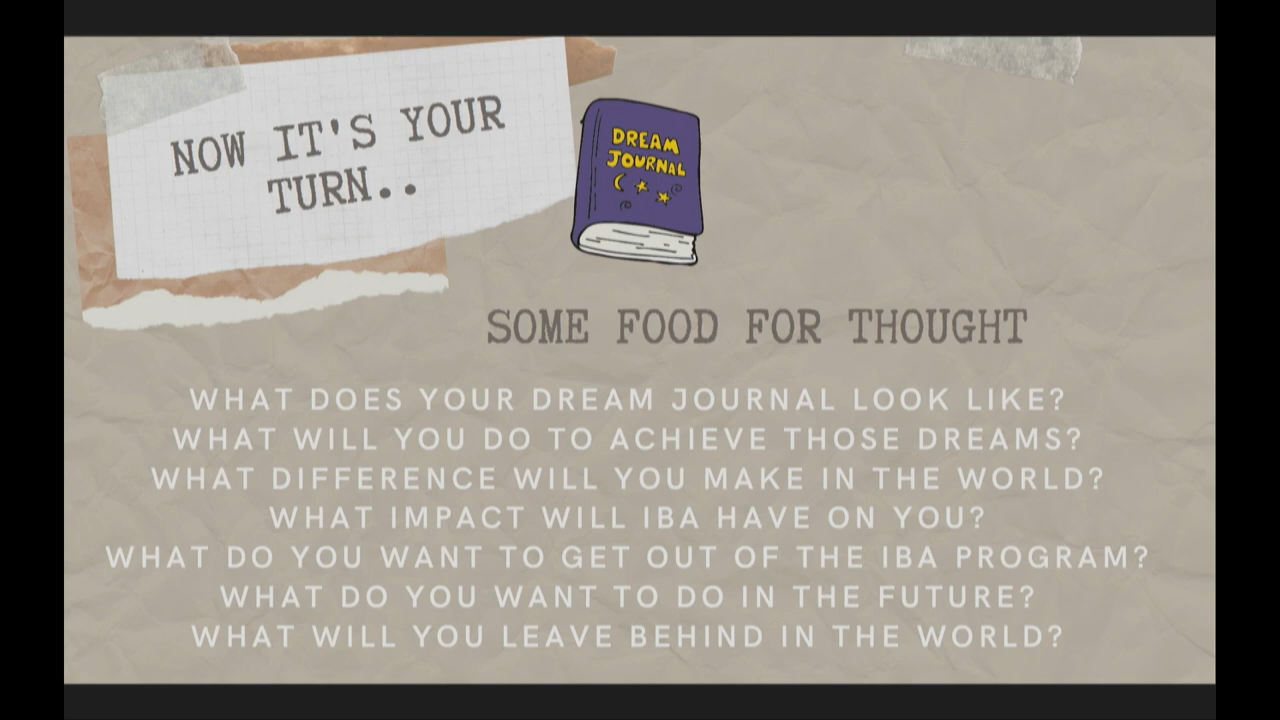 NOW IT'S YOUR
TURN..
DREAM
JOURNAL
SOME FOOD FOR THOUGHT
WHAT DOES YOUR DREAM JOURNAL LOOK LIKE?
WHAT WILL YOU DO TO ACHIEVE THOSE DREAMS?
WHAT DIFFERENCE WILL YOU MAKE IN THE WORLD?
WHAT IMPACT WILL IBA HAVE ON YOU?
WHAT DO YOU WANT TO GET OUT OF THE IBA PROGRAM?
WHAT DO YOU WANT TO DO IN THE FUTURE?
WHAT WILL YOU LEAVE BEHIND IN THE WORLD?